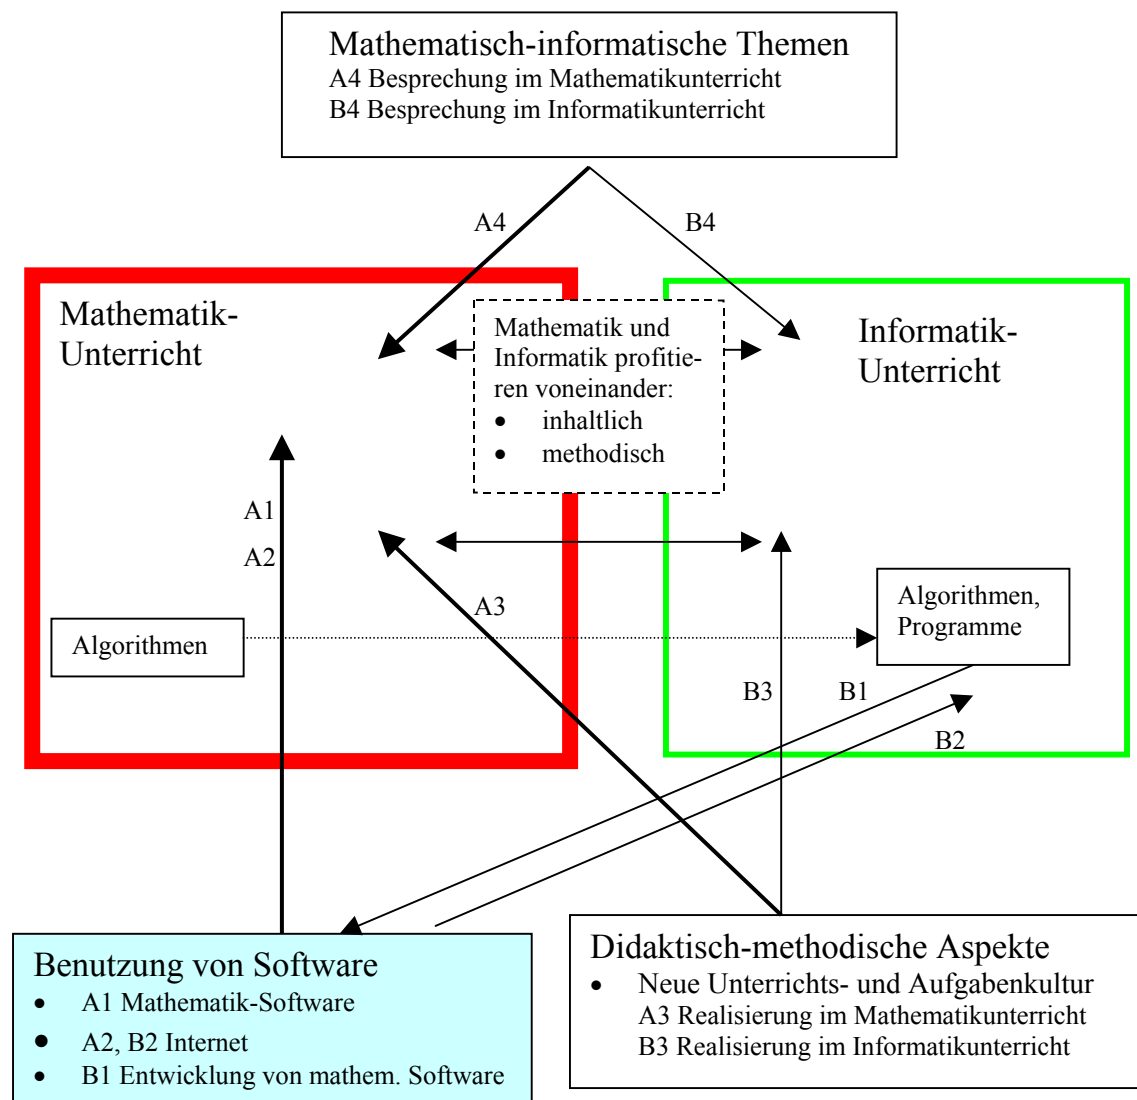 Mathematisch-informatische Themen
A4 Besprechung im Mathematikunterricht
B4 Besprechung im Informatikunterricht
A4
B4
Mathematik-
Unterricht
Mathematik und
Informatik profitie-
ren voneinander:
• inhaltlich
• methodisch
Informatik-
Unterricht
A1
A2
A3
Algorithmen
Algorithmen,
Programme
B3
B1
B2
Benutzung von Software
• A1 Mathematik-Software
• A2, B2 Internet
• B1 Entwicklung von mathem. Software
Didaktisch-methodische Aspekte
• Neue Unterrichts- und Aufgabenkultur
A3 Realisierung im Mathematikunterricht
B3 Realisierung im Informatikunterricht